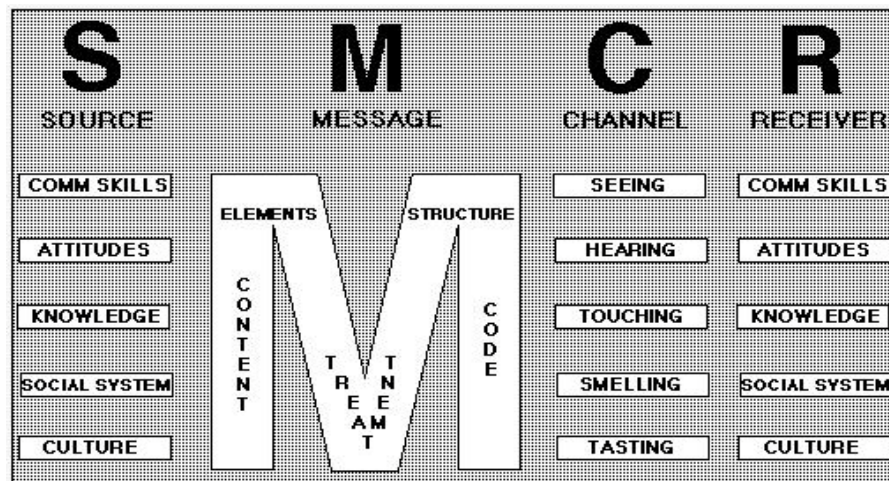 S M C R
SOURCE MESSAGE CHANNEL RECEIVER
COMM SKILLS SEEING COMM SKILLS
ELEMENTS STRUCTURE
ATTITUDES HEARING ATTITUDES
CONTENT
TREATMENT
CODE
KNOWLEDGE TOUCHING KNOWLEDGE
SOCIAL SYSTEM SMELLING SOCIAL SYSTEM
CULTURE TASTING CULTURE